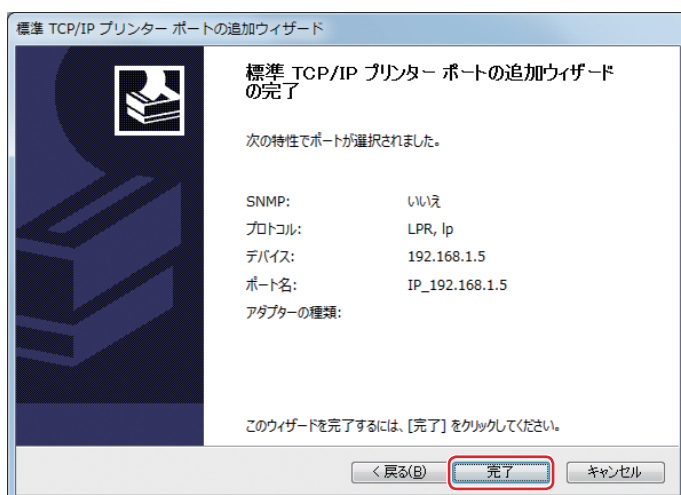 標準 TCP/IP プリンター ポートの追加ウィザード
標準 TCP/IP プリンター ポートの追加ウィザード
の完了
次の特性でポートが選択されました。
SNMP: いいえ
プロトコル: LPR, lp
デバイス: 192.168.1.5
ポート名: IP_192.168.1.5
アダプターの種類:
このウィザードを完了するには、[完了] をクリックしてください。
< 戻る(B) 完了 キャンセル